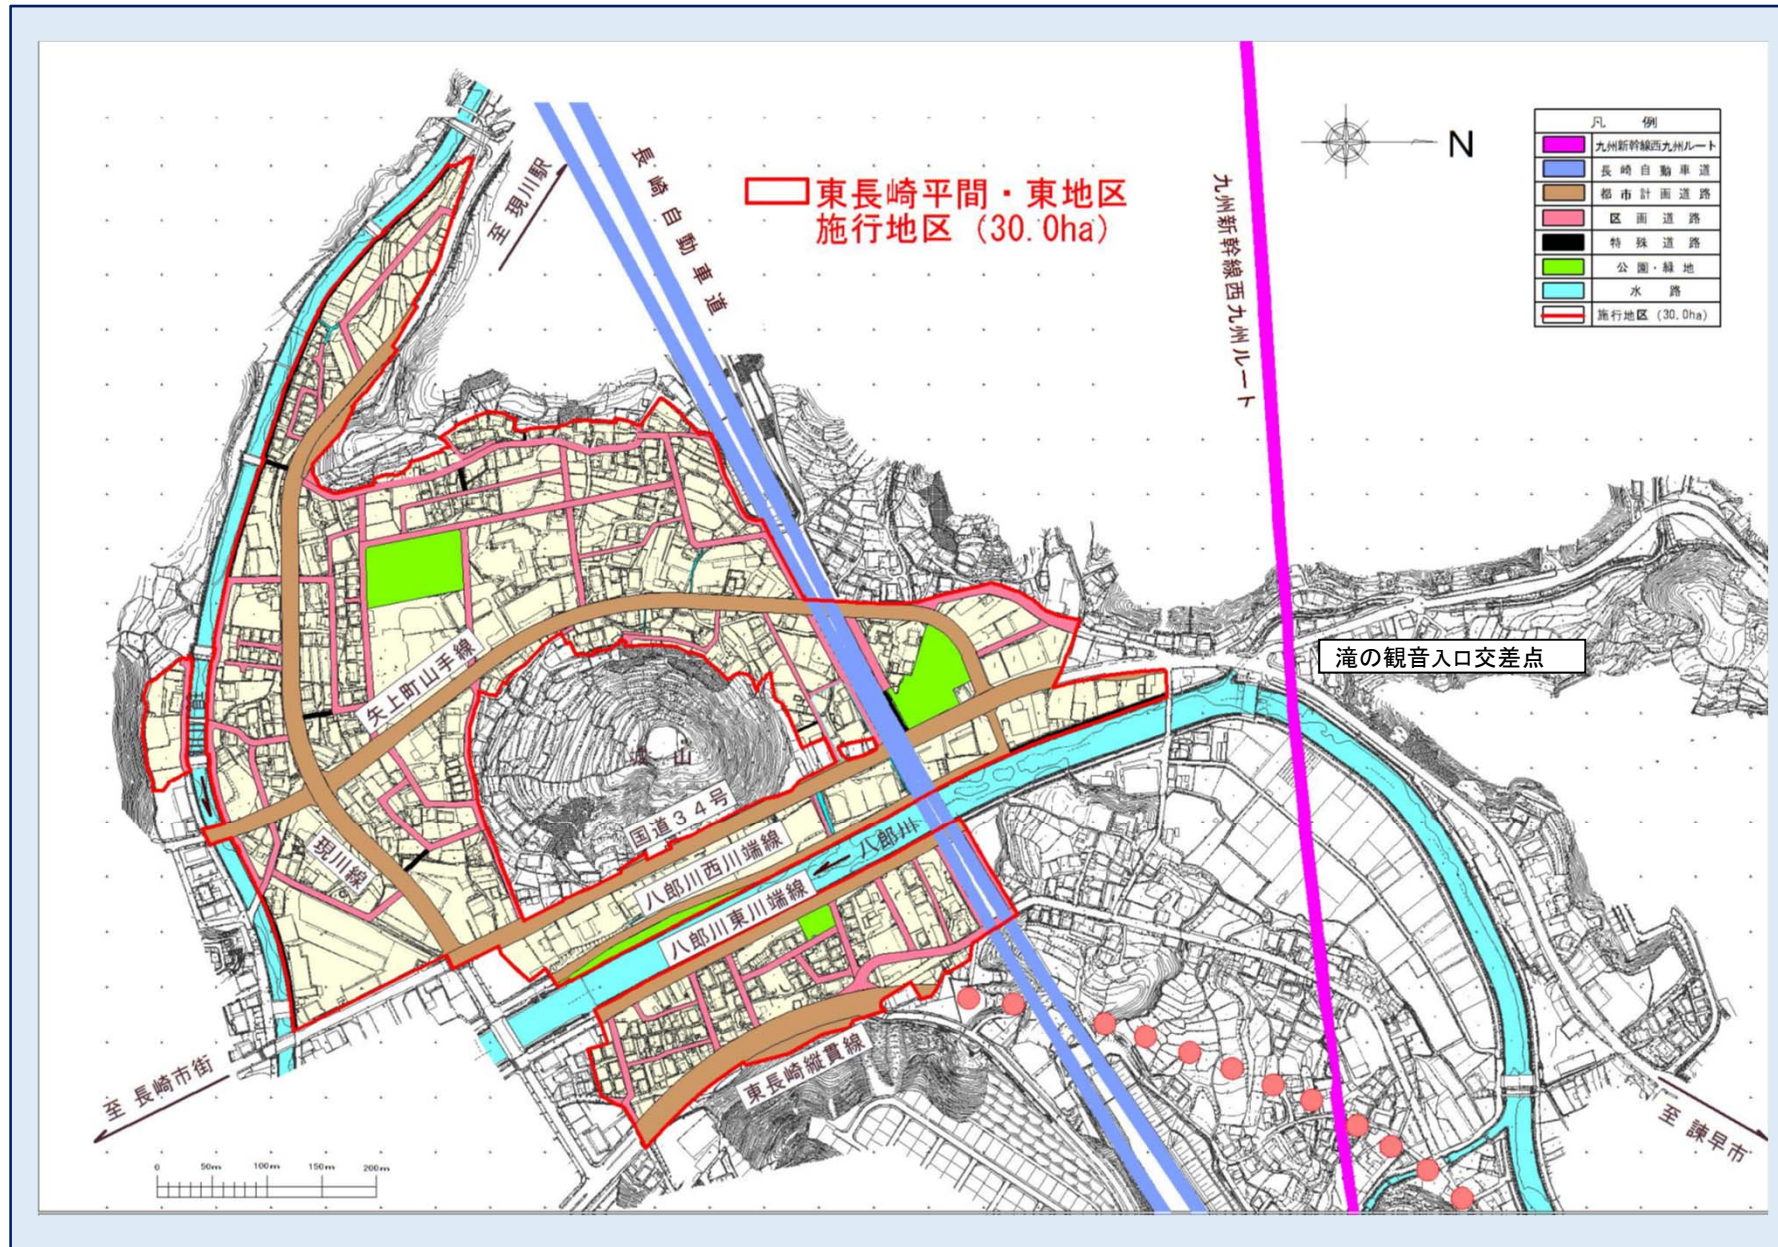 至 現川駅
長崎自動車道
東長崎平間・東地区
施行地区 (30.0ha)
N
凡 例
九州新幹線西九州ルート
長崎自動車道
都市計画道路
区画道路
特殊道路
公園・緑地
水路
施行地区 (30.0ha)
九州新幹線西九州ルート
滝の観音入口交差点
矢上町山手線
山
国道34号
現川線
八郎川西川端線
八郎川
八郎川東川端線
東長崎縦貫線
至 長崎市街
至 諫早市
0 50m 100m 150m 200m